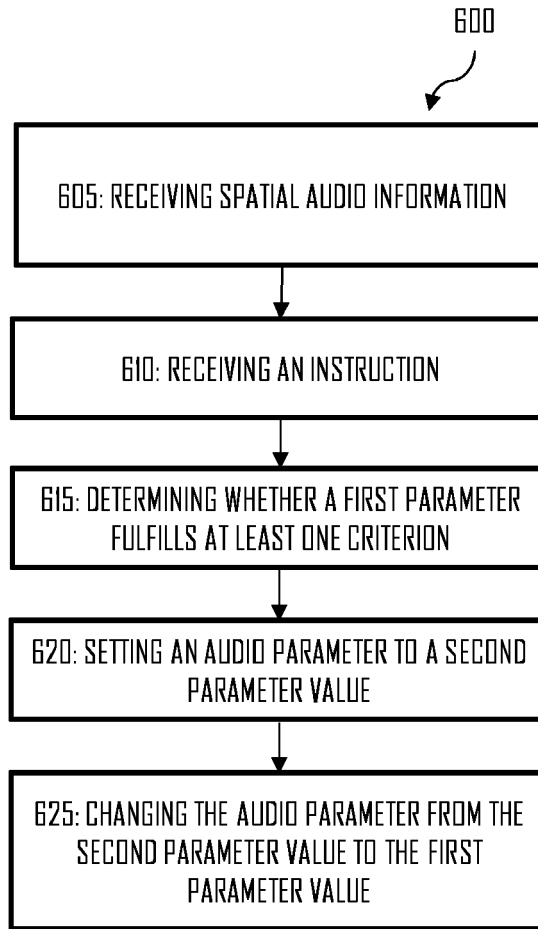 600
605: RECEIVING SPATIAL AUDIO INFORMATION
610: RECEIVING AN INSTRUCTION
615: DETERMINING WHETHER A FIRST PARAMETER
FULFILLS AT LEAST ONE CRITERION
620: SETTING AN AUDIO PARAMETER TO A SECOND
PARAMETER VALUE
625: CHANGING THE AUDIO PARAMETER FROM THE
SECOND PARAMETER VALUE TO THE FIRST
PARAMETER VALUE